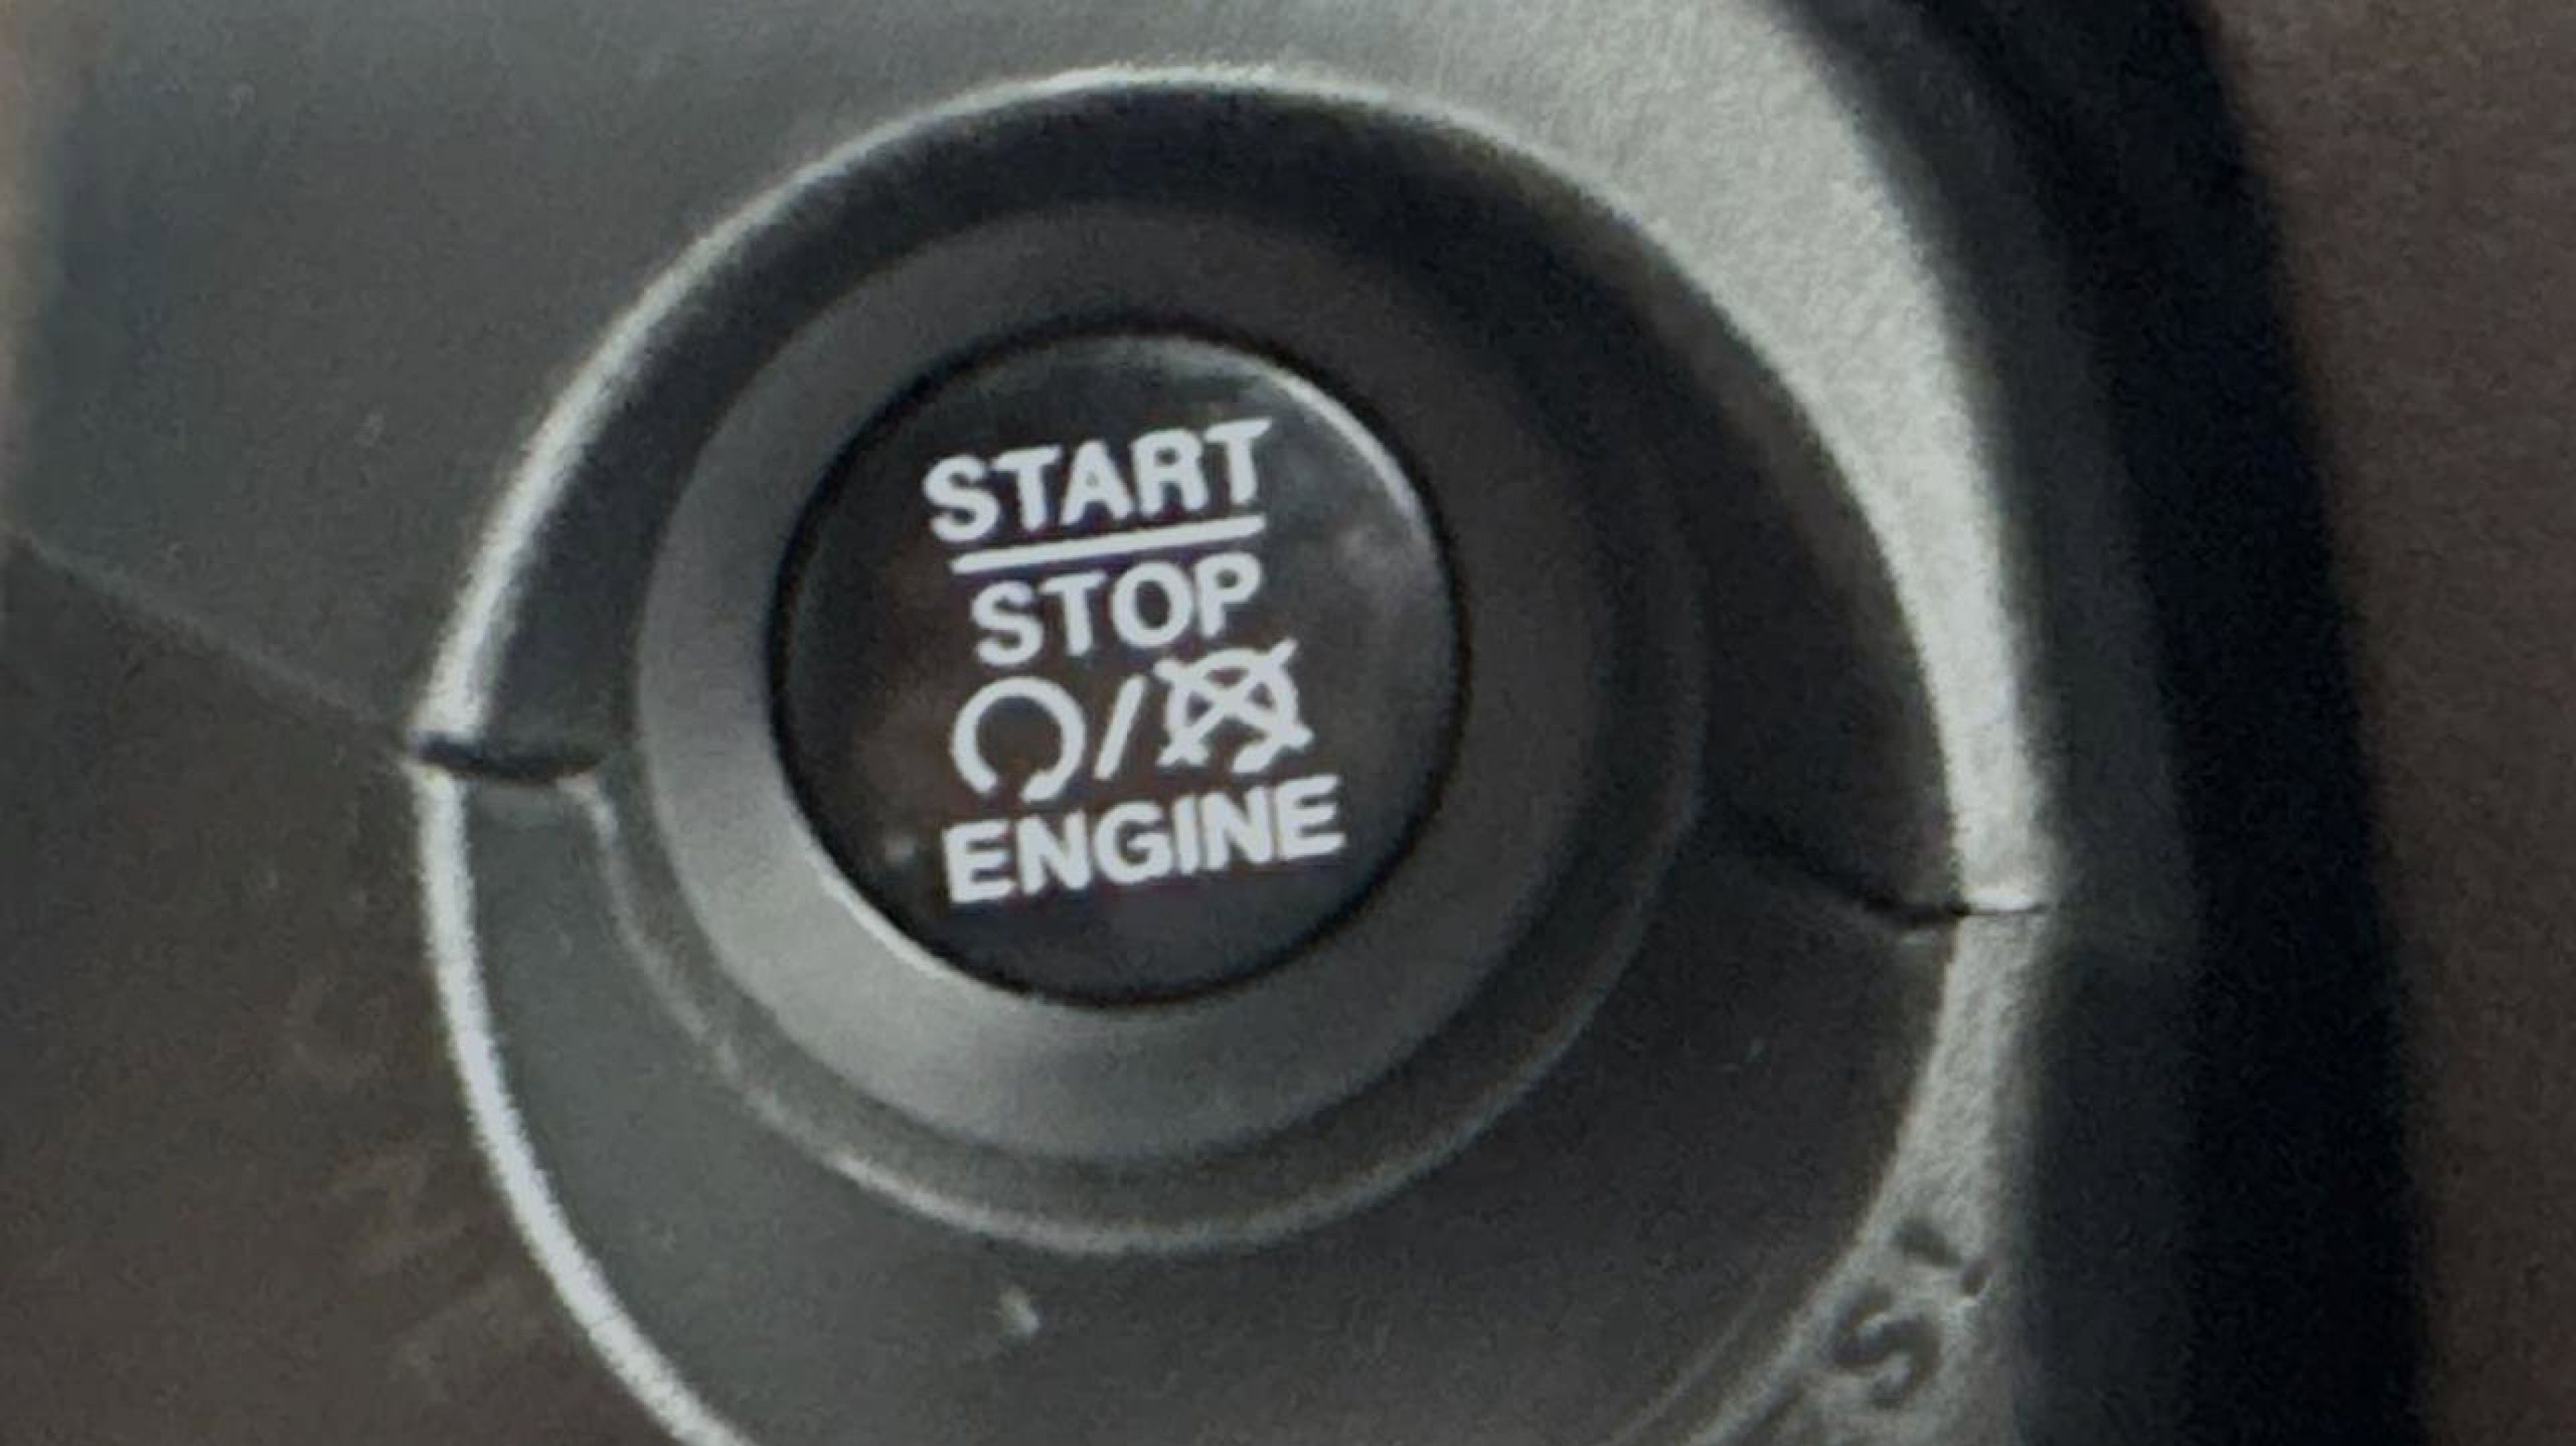 START
STOP
/
ENGINE